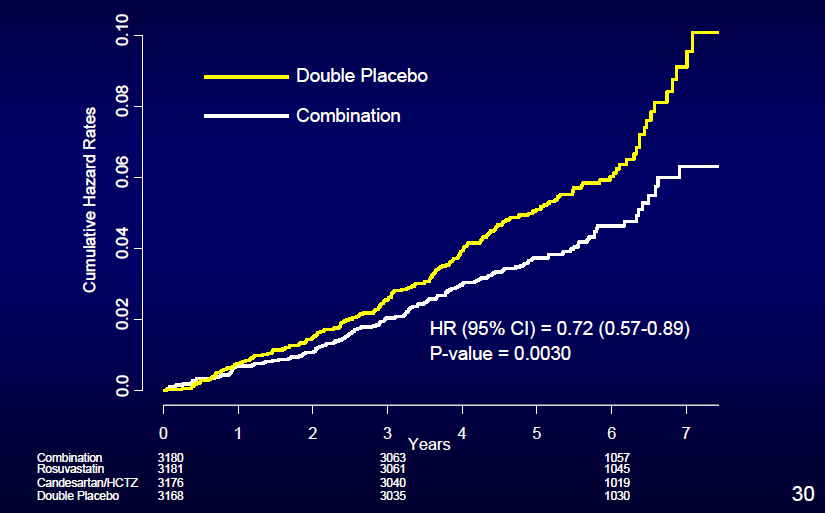 0.10
0.08
0.06
0.04
0.02
0.0
Cumulative Hazard Rates
Double Placebo
Combination
HR (95% CI) = 0.72 (0.57-0.89)
P-value = 0.0030
0 1 2 3 4 5 6 7
Years
Combination 3180 3063 1057
Rosuvastatin 3181 3061 1045
Candesartan/HCTZ 3176 3040 1019
Double Placebo 3168 3035 1030
30